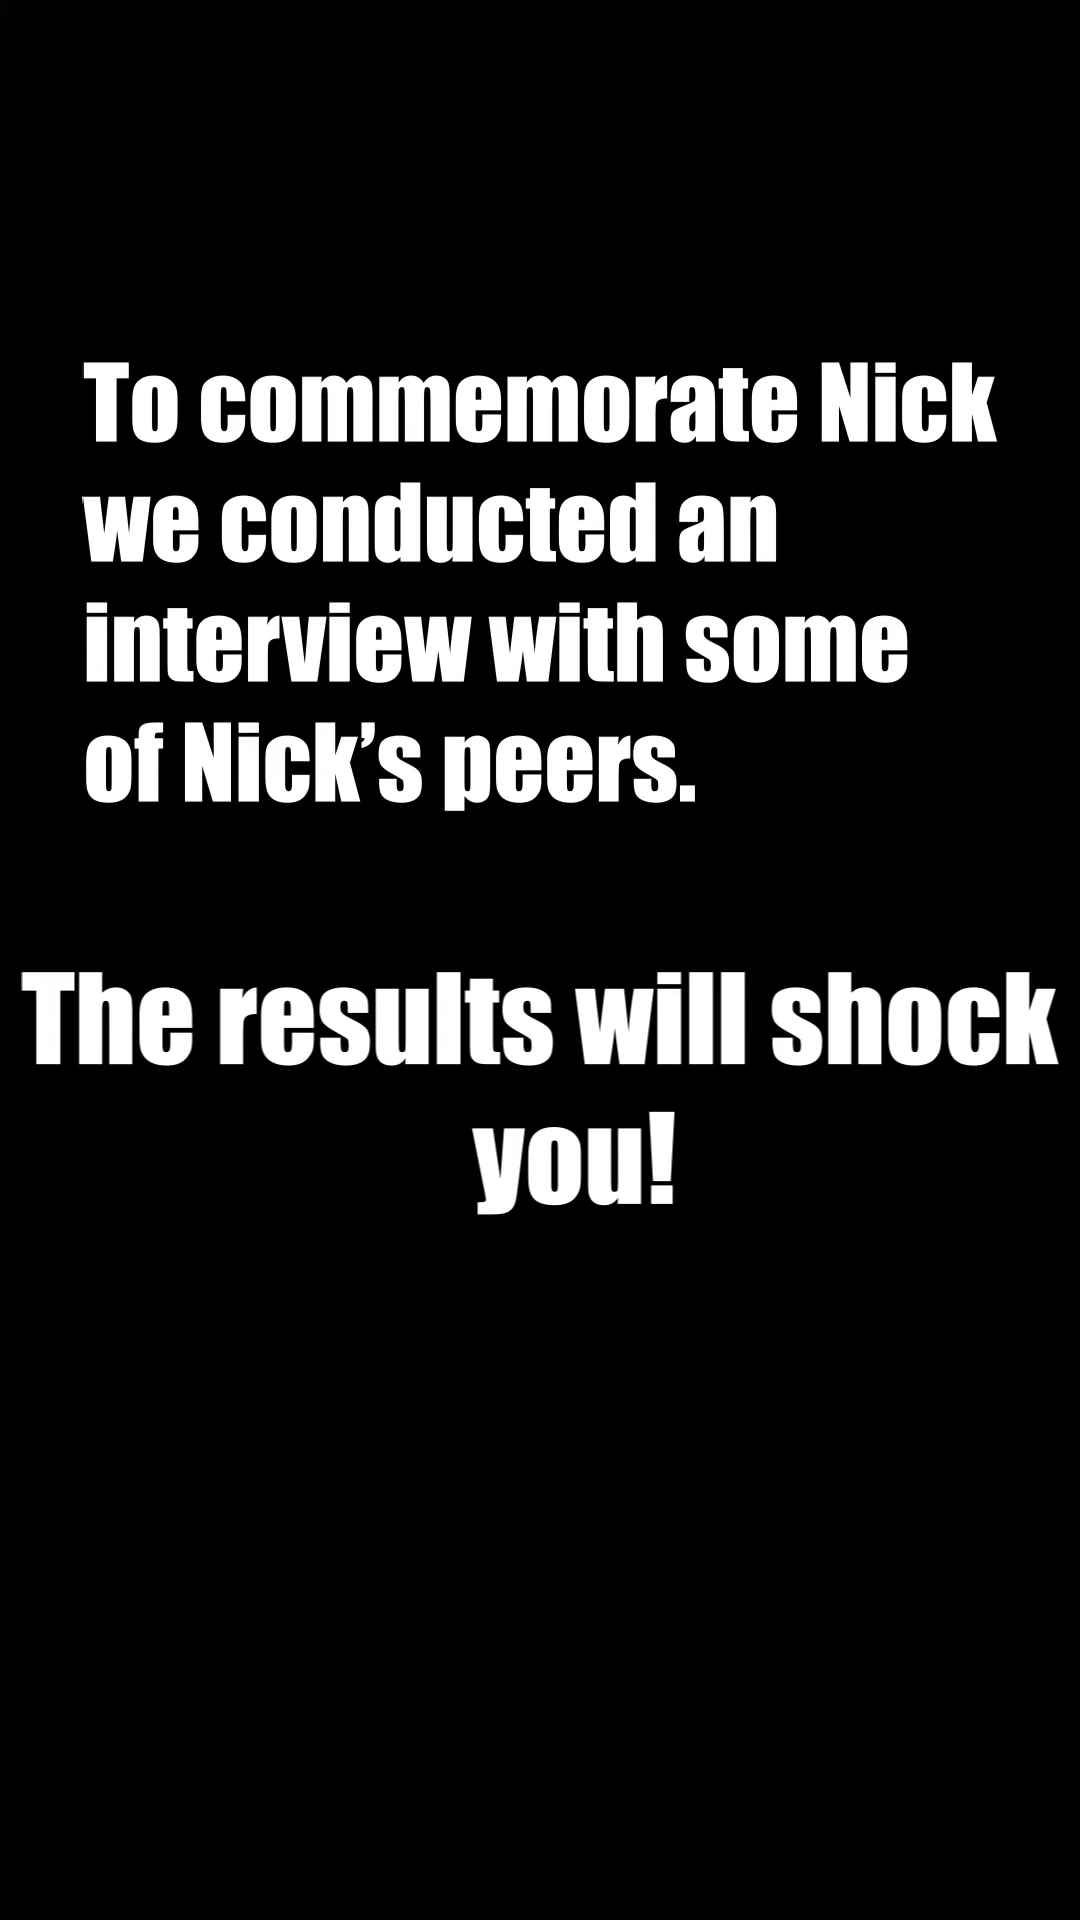 To commemorate Nick
we conducted an
interview with some
of Nick’s peers.
The results will shock
you!